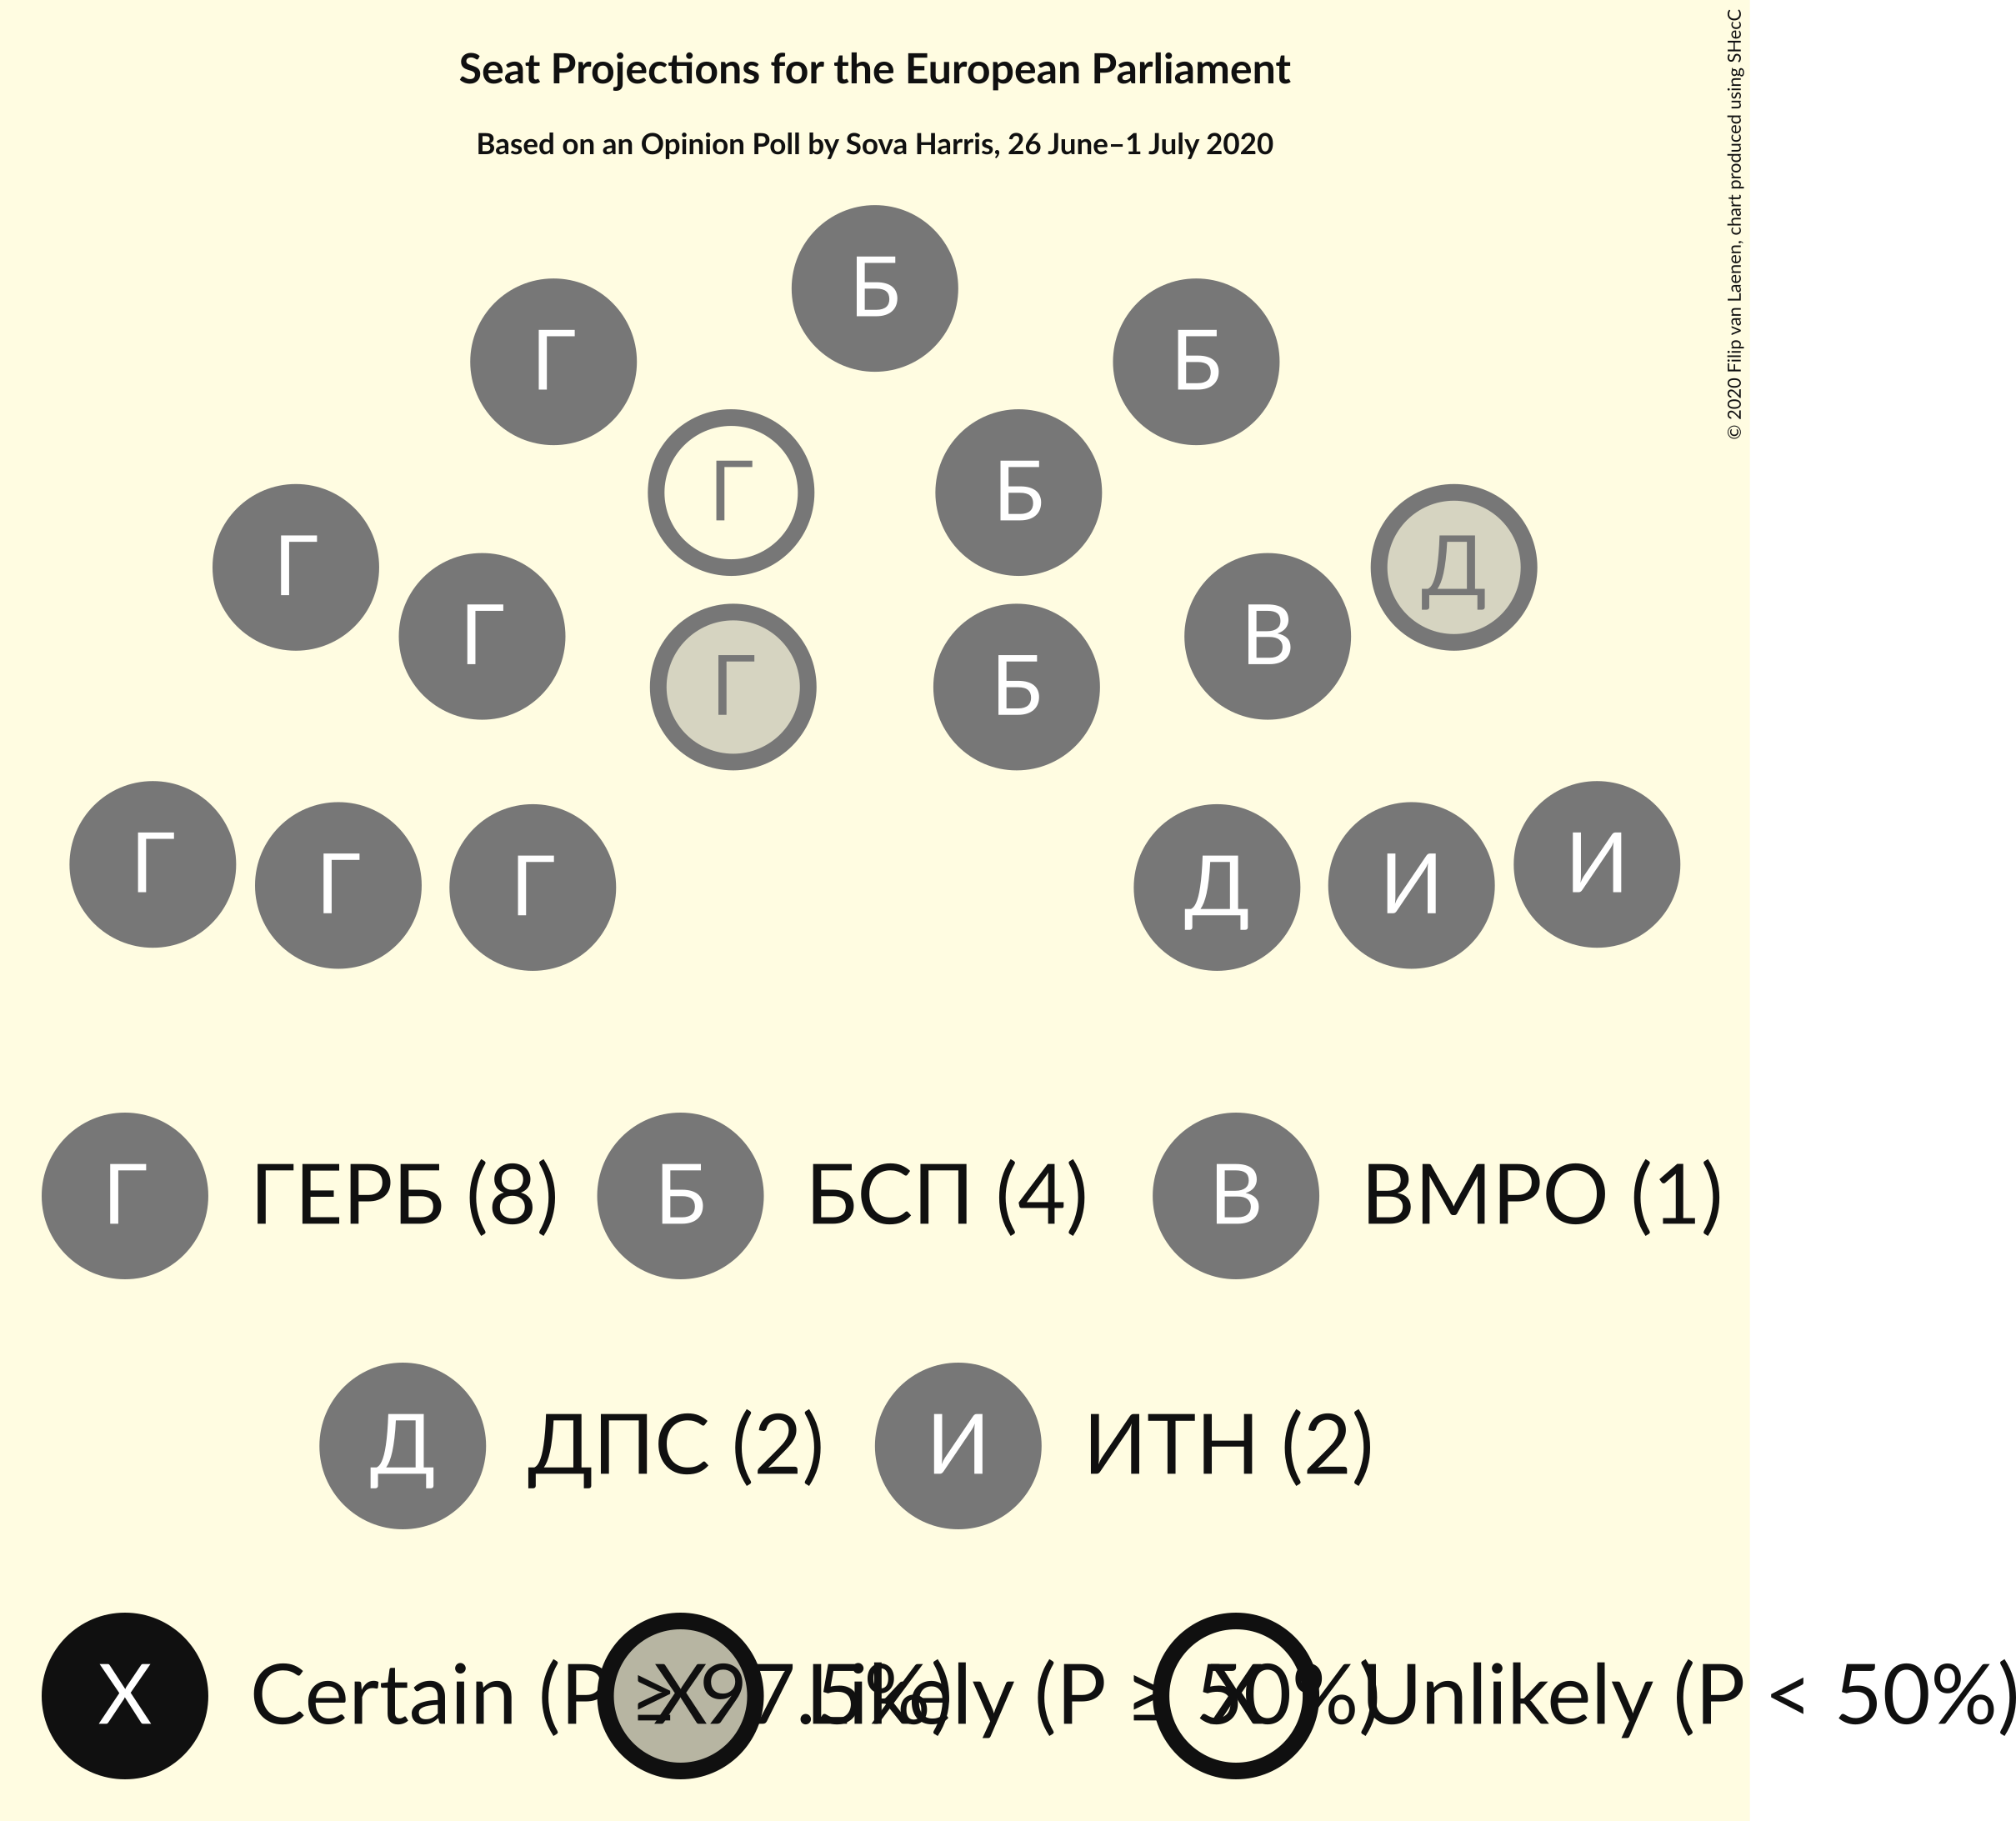 Seat Projections for the European Parliament
Based on an Opinion Poll by Sova Harris, 26 June–1 July 2020
© 2020 Filip van Laenen, chart produced using SHecC
Б
Г Б
Г Б
Г Д
Г В
Г Б
Г И
Г И
Г Д
Г ГЕРБ (8) Б БСП (4) В ВМРО (1)
Д ДПС (2) И ИТН (2)
X Certain (P ≥ 97.5%) X Likely (P ≥ 50%) X Unlikely (P < 50%)